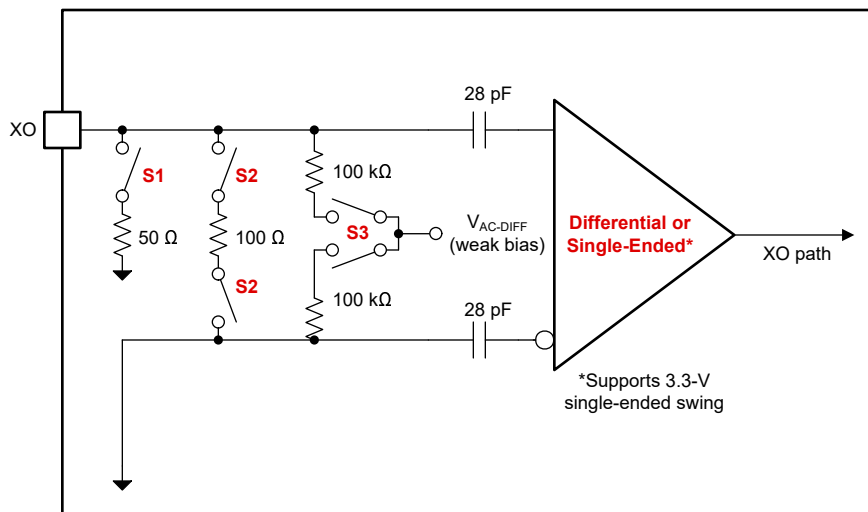 28 pF
XO
S1
S2
100 kΩ
S3
V_AC-DIFF
(weak bias)
50 Ω
100 Ω
S2
100 kΩ
28 pF
Differential or
Single-Ended*
XO path
*Supports 3.3-V
single-ended swing